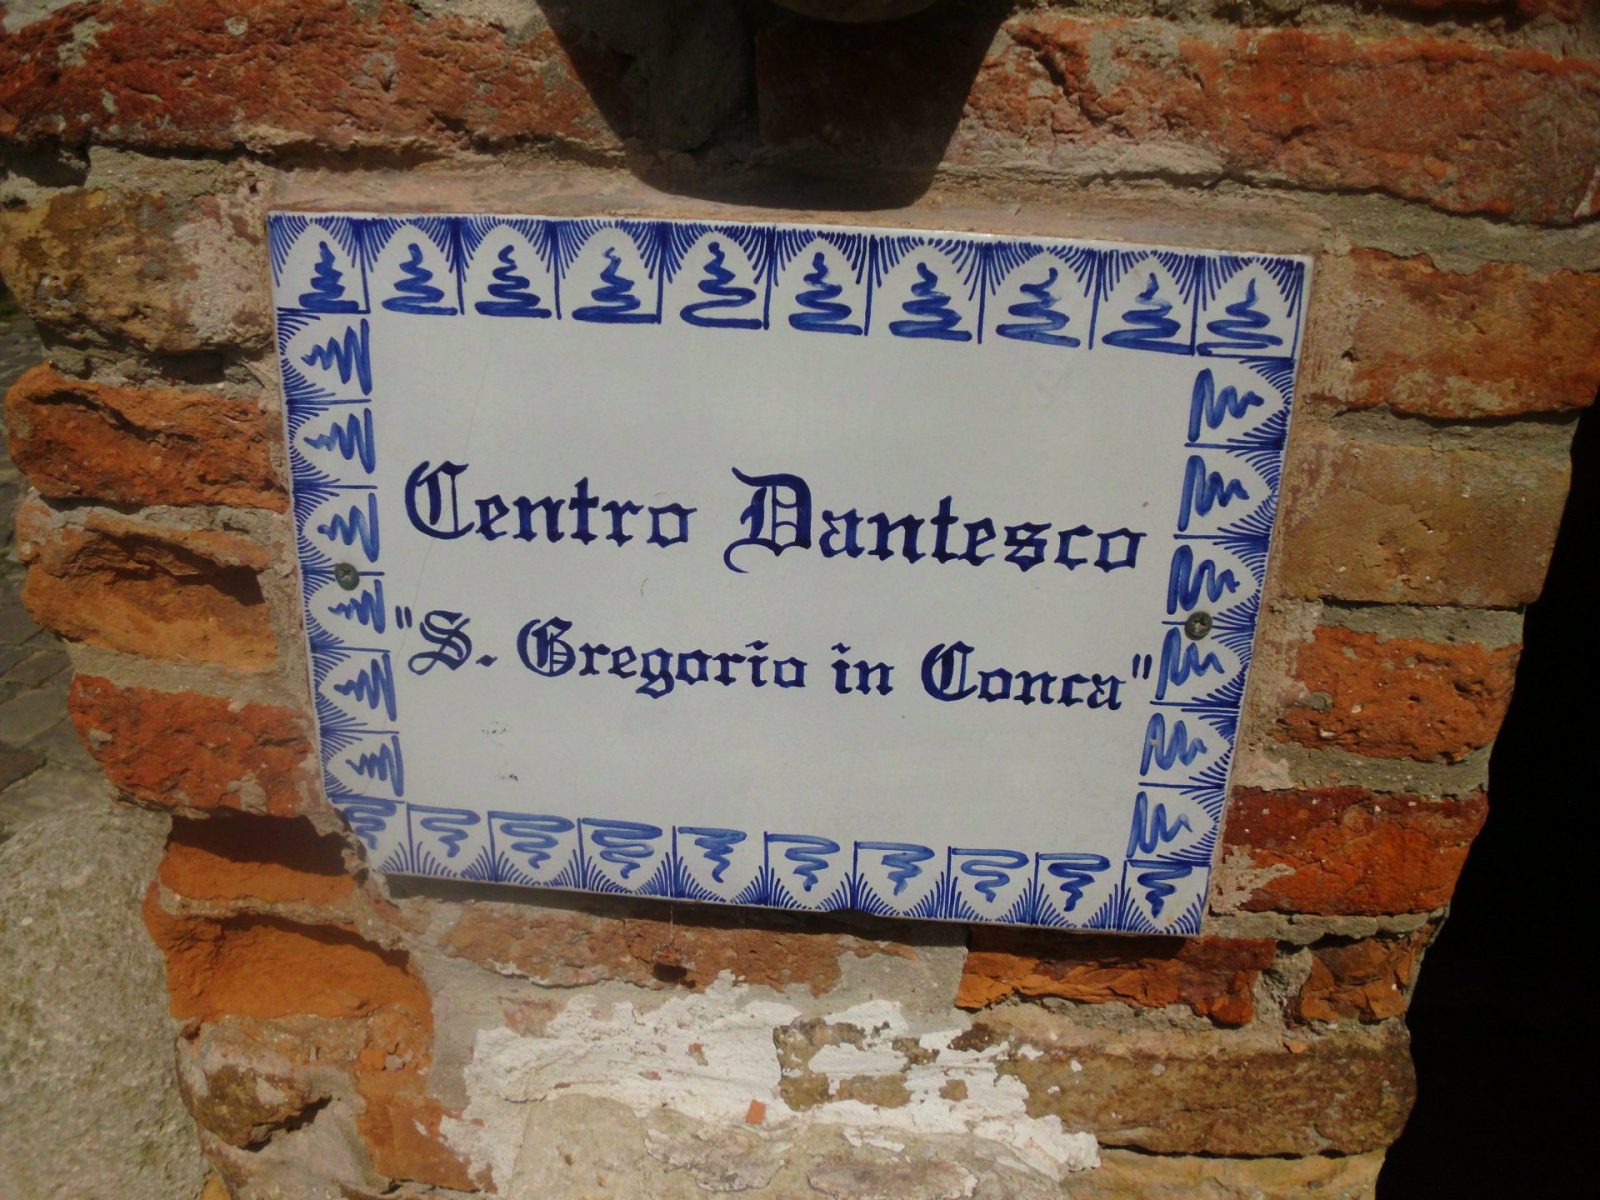 Centro Dantesco
"S. Gregorio in Conca"